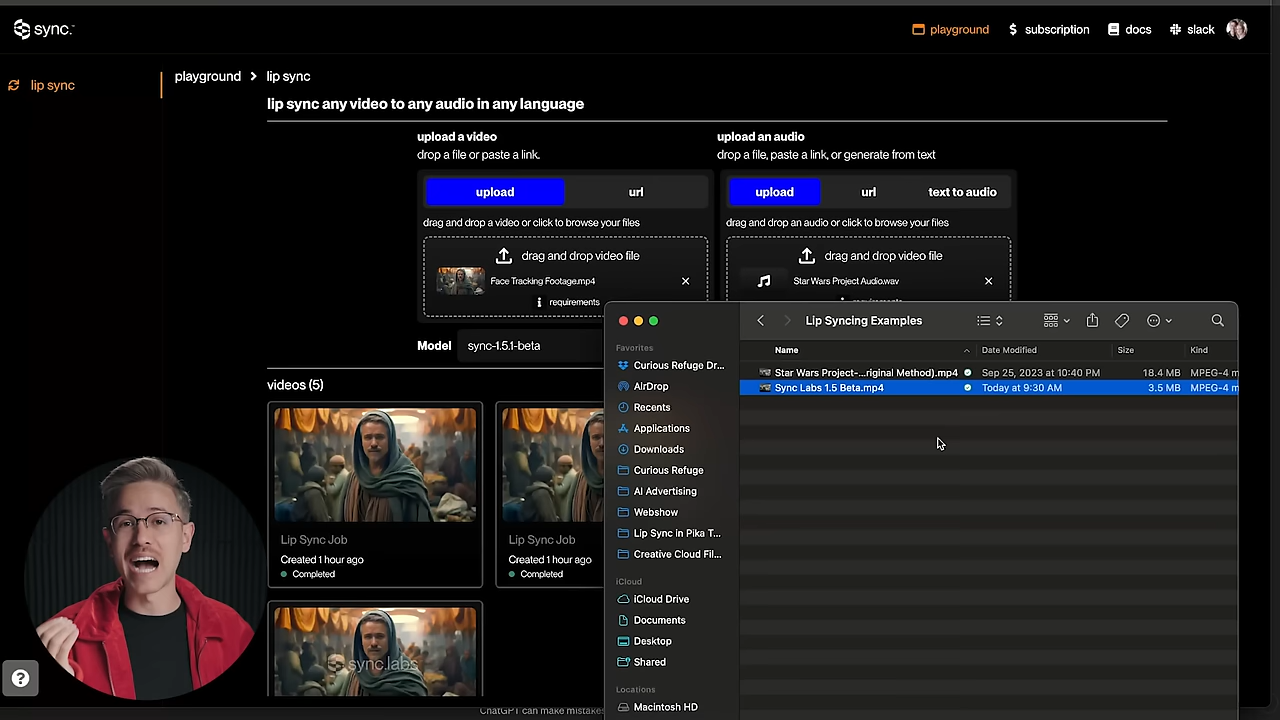 sync.
playground
$ subscription
docs
slack
lip sync
playground > lip sync
lip sync any video to any audio in any language
upload a video
drop a file or paste a link.
upload
url
drag and drop a video or click to browse your files
drag and drop video file
Face Tracking Footage.mp4
requirements
upload an audio
drop a file, paste a link, or generate from text
upload
url
text to audio
drag and drop an audio or click to browse your files
drag and drop video file
Star Wars Project Audio.wav
Model
sync-1.5.1-beta
videos (5)
Lip Sync Job
Created 1 hour ago
Completed
Lip Sync Job
Created 1 hour ago
Completed
sync.labs
?
ChatGPT can make mistakes
Lip Syncing Examples
Favorites
Curious Refuge Dr...
AirDrop
Recents
Applications
Downloads
Curious Refuge
AI Advertising
Webshow
Lip Sync in Pika T...
Creative Cloud Fil...
iCloud
iCloud Drive
Documents
Desktop
Shared
Locations
Macintosh HD
Name
Date Modified
Size
Kind
Star Wars Project-...riginal Method).mp4
Sep 25, 2023 at 10:40 PM
18.4 MB
MPEG-4 m
Sync Labs 1.5 Beta.mp4
Today at 9:30 AM
3.5 MB
MPEG-4 m